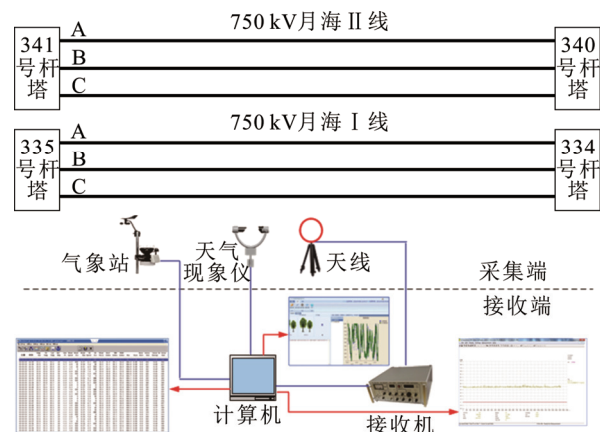 750 kV月海Ⅱ线
341
号杆
塔
A
B
C
340
号杆
塔
750 kV月海Ⅰ线
335
号杆
塔
A
B
C
334
号杆
塔
气象站
天气
现象仪
天线
采集端
接收端
计算机
接收机